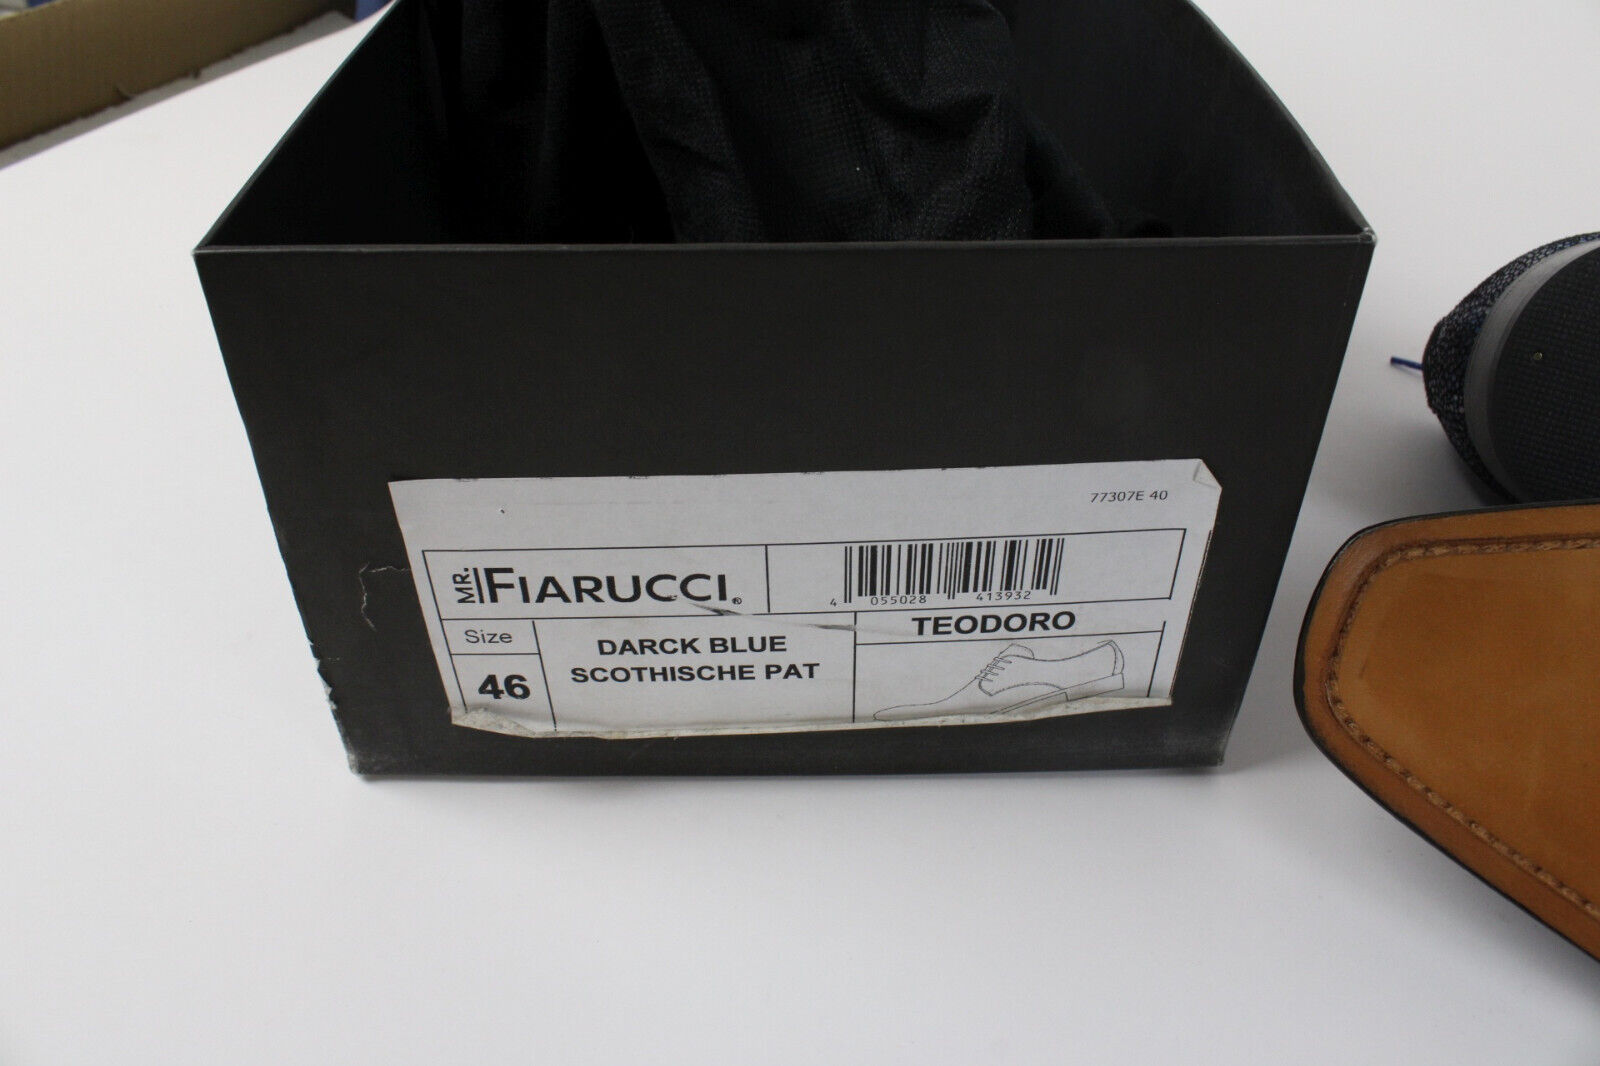 77307E 40
MR. FIARUCCI®
4 055028 413932
Size
46
DARCK BLUE
SCOTHISCHE PAT
TEODORO